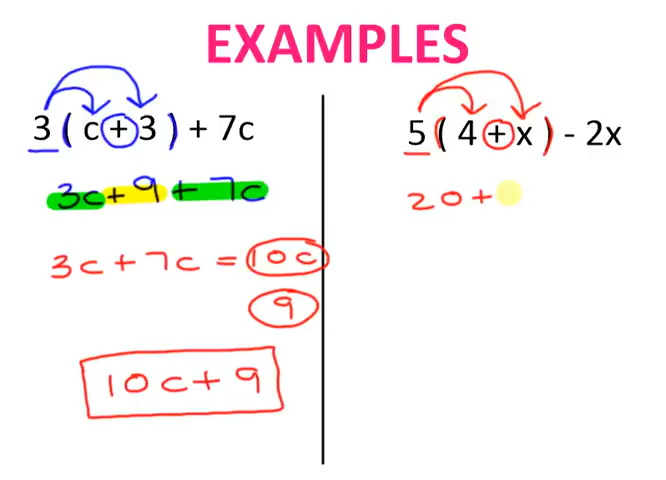 EXAMPLES
3(c+3) + 7c
3c + 9 + 7c
3c + 7c = 10c
9
10c + 9
5(4+x) - 2x
20 +